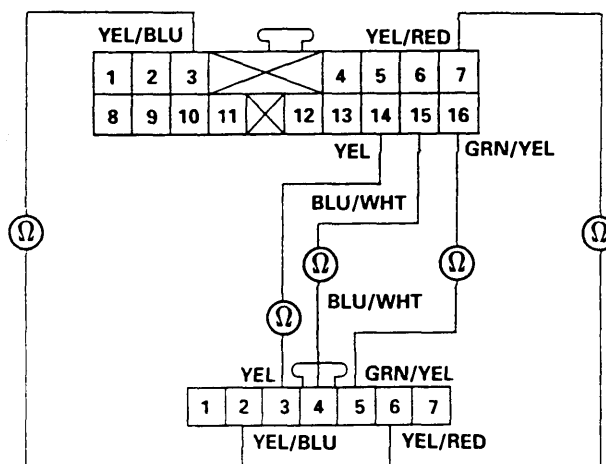 YEL/BLU YEL/RED
1 2 3 4 5 6 7
8 9 10 11 12 13 14 15 16
YEL GRN/YEL
BLU/WHT
Ω Ω
Ω Ω
BLU/WHT
Ω
YEL GRN/YEL
1 2 3 4 5 6 7
YEL/BLU YEL/RED